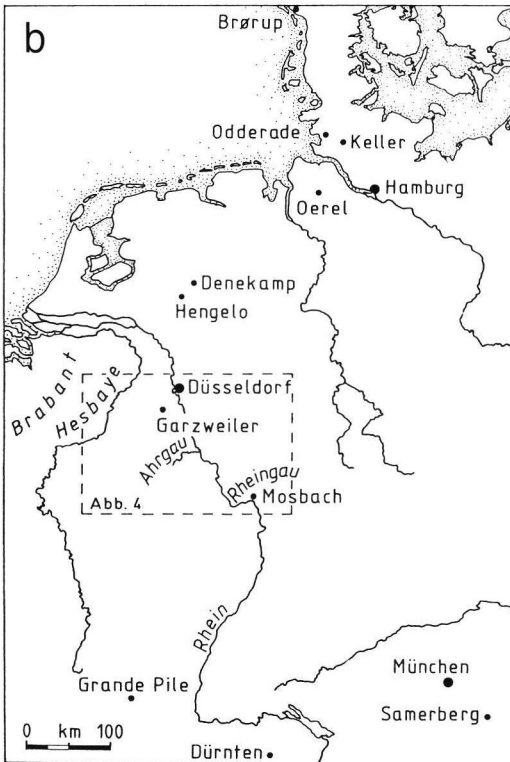 b
Brørup
Odderade
Keller
Hamburg
Oerel
Denekamp
Hengelo
Brabant
Hesbaye
Düsseldorf
Garzweiler
Ahrgau
Rheingau
Mosbach
Abb. 4
Rhein
München
Grande Pile
Samerberg
0 km 100
Dürnten